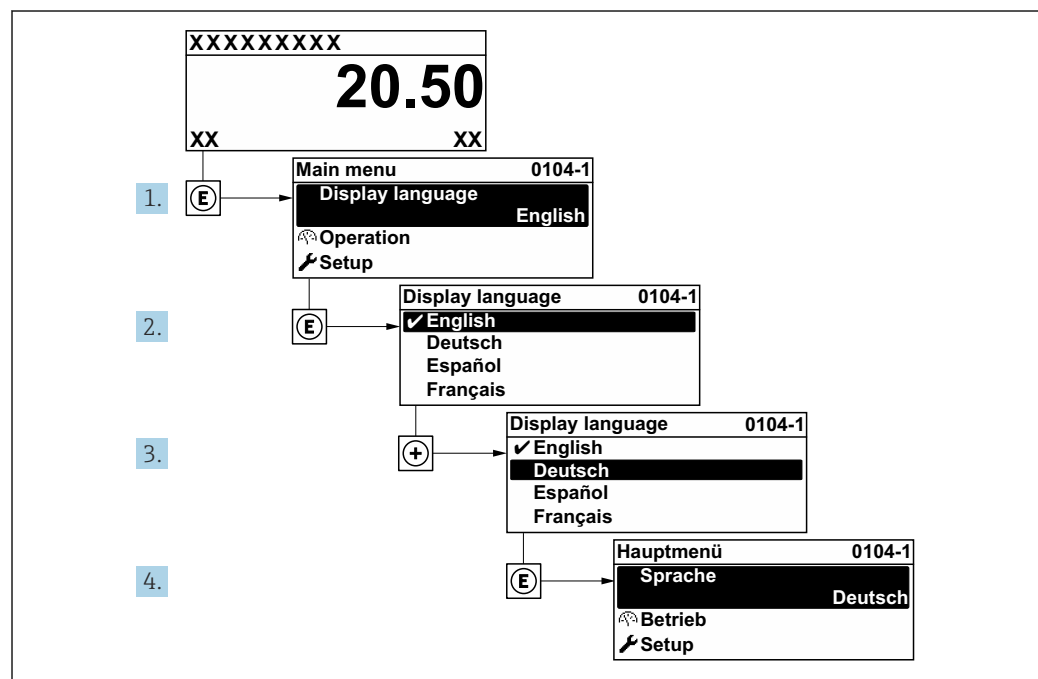 XXXXXXXXX
20.50
XX XX
1. E
Main menu 0104-1
Display language
English
Operation
Setup
2. E
Display language 0104-1
✔English
Deutsch
Español
Français
3. +
Display language 0104-1
✔English
Deutsch
Español
Français
4. E
Hauptmenü 0104-1
Sprache
Deutsch
Betrieb
Setup